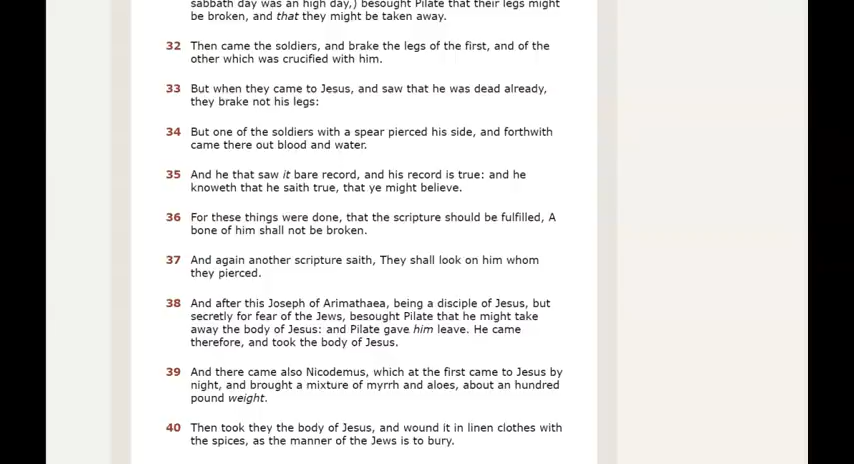 sabbath day was an high day,) besought Pilate that their legs might
be broken, and that they might be taken away.
32 Then came the soldiers, and brake the legs of the first, and of the
other which was crucified with him.
33 But when they came to Jesus, and saw that he was dead already,
they brake not his legs:
34 But one of the soldiers with a spear pierced his side, and forthwith
came there out blood and water.
35 And he that saw it bare record, and his record is true: and he
knoweth that he saith true, that ye might believe.
36 For these things were done, that the scripture should be fulfilled, A
bone of him shall not be broken.
37 And again another scripture saith, They shall look on him whom
they pierced.
38 And after this Joseph of Arimathaea, being a disciple of Jesus, but
secretly for fear of the Jews, besought Pilate that he might take
away the body of Jesus: and Pilate gave him leave. He came
therefore, and took the body of Jesus.
39 And there came also Nicodemus, which at the first came to Jesus by
night, and brought a mixture of myrrh and aloes, about an hundred
pound weight.
40 Then took they the body of Jesus, and wound it in linen clothes with
the spices, as the manner of the Jews is to bury.